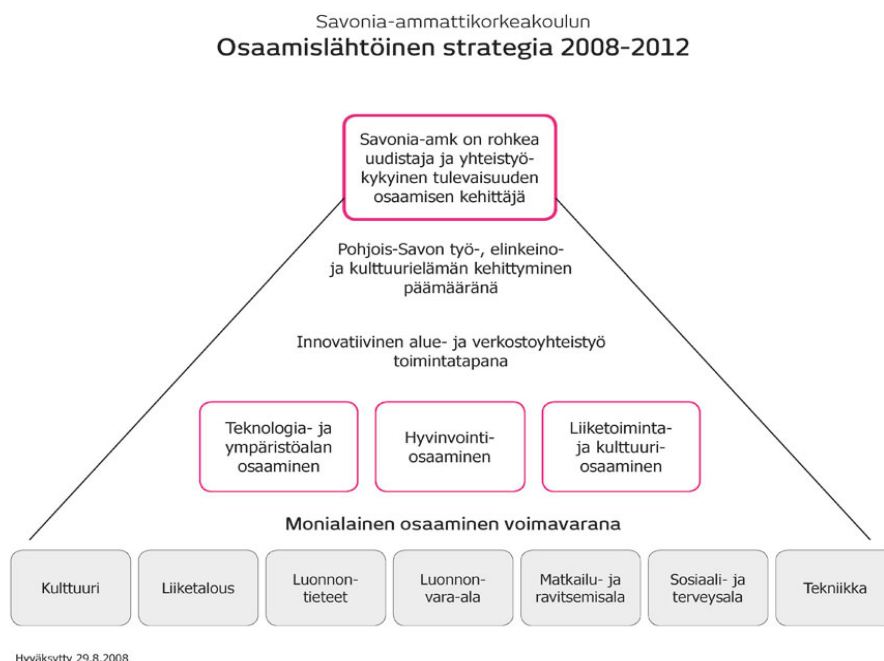 Savonia-ammattikorkeakoulun
Osaamislähtöinen strategia 2008-2012
Savonia-amk on rohkea
uudistaja ja yhteistyö-
kykyinen tulevaisuuden
osaamisen kehittäjä
Pohjois-Savon työ-, elinkeino-
ja kulttuurielämän kehittyminen
päämääränä
Innovatiivinen alue- ja verkostoyhteistyö
toimintatapana
Teknologia- ja
ympäristöalan
osaaminen
Hyvinvointi-
osaaminen
Liiketoiminta-
ja kulttuuri-
osaaminen
Monialainen osaaminen voimavarana
Kulttuuri
Liiketalous
Luonnon-
tieteet
Luonnon-
vara-ala
Matkailu- ja
ravitsemisala
Sosiaali- ja
terveysala
Tekniikka
Hyväksytty 29.8.2008